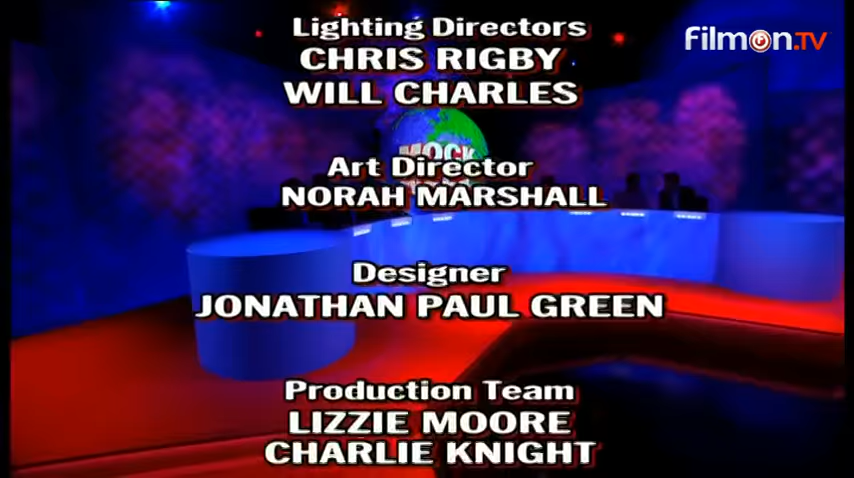 Lighting Directors
FilmOn.TV
CHRIS RIGBY
WILL CHARLES
MOCK
Art Director
NORAH MARSHALL
Designer
JONATHAN PAUL GREEN
Production Team
LIZZIE MOORE
CHARLIE KNIGHT